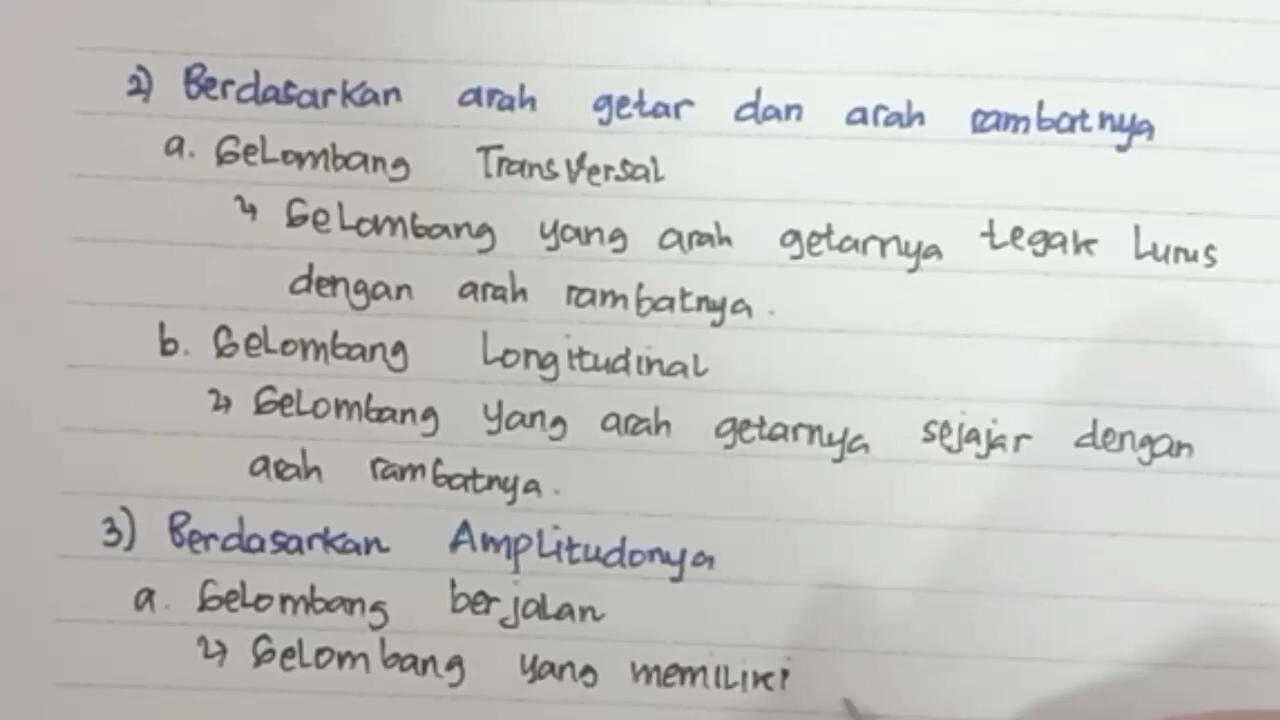 2) Berdasarkan arah getar dan arah rambatnya
a. Gelombang Transversal
↳ Gelombang yang arah getarnya tegak lurus
dengan arah rambatnya.
b. Gelombang Longitudinal
↳ Gelombang yang arah getarnya sejajar dengan
arah rambatnya.
3) Berdasarkan Amplitudonya
a. Gelombang berjalan
↳ Gelombang yang memiliki